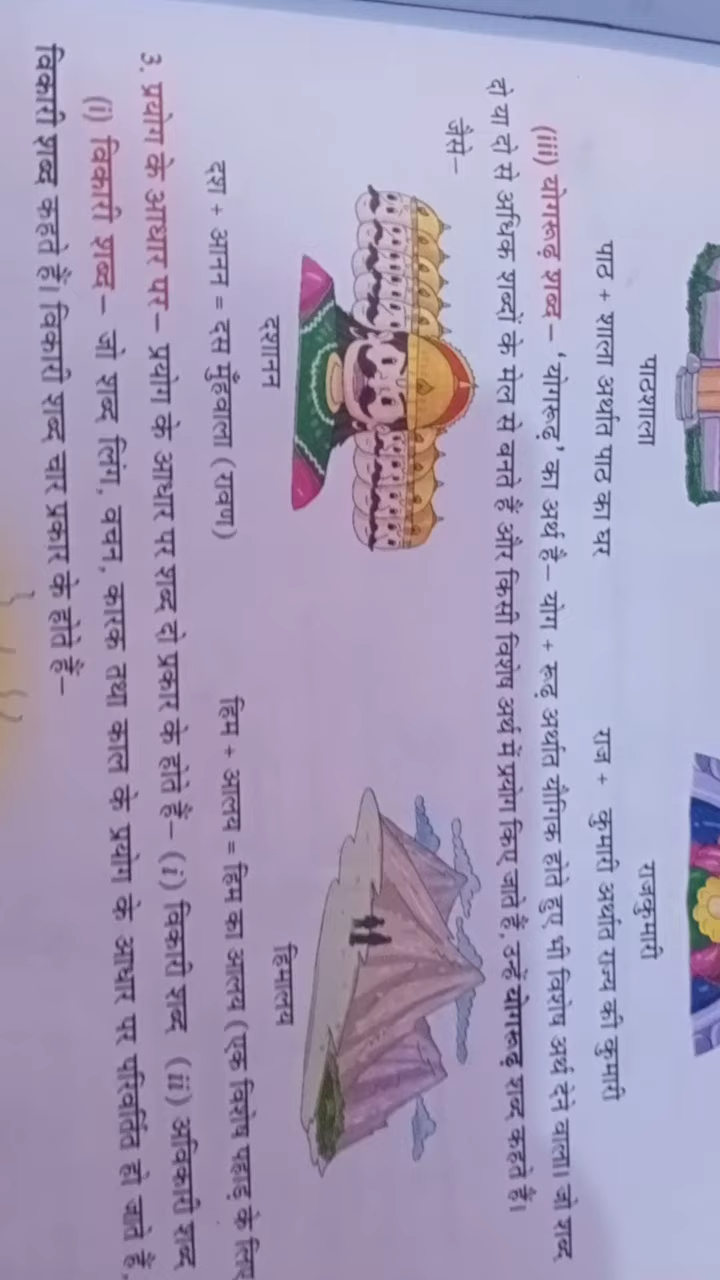 पाठशाला राजकुमारी
पाठ + शाला अर्थात पाठ का घर राज + कुमारी अर्थात राज्य की कुमारी
(iii) योगरूढ़ शब्द – 'योगरूढ़' का अर्थ है– योग + रूढ़ अर्थात यौगिक होते हुए भी विशेष अर्थ देने वाला। जो शब्द
दो या दो से अधिक शब्दों के मेल से बनते हैं और किसी विशेष अर्थ में प्रयोग किए जाते हैं, उन्हें योगरूढ़ शब्द कहते हैं।
जैसे–
दशानन हिमालय
दश + आनन = दस मुँहवाला (रावण) हिम + आलय = हिम का आलय (एक विशेष पहाड़ के लिए
3. प्रयोग के आधार पर – प्रयोग के आधार पर शब्द दो प्रकार के होते हैं– (i) विकारी शब्द (ii) अविकारी शब्द
(i) विकारी शब्द – जो शब्द लिंग, वचन, कारक तथा काल के प्रयोग के आधार पर परिवर्तित हो जाते हैं,
विकारी शब्द कहते हैं। विकारी शब्द चार प्रकार के होते हैं–